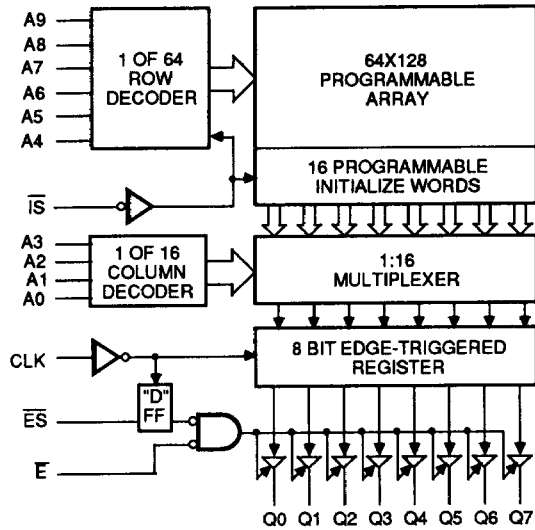 A9
A8
A7
A6
A5
A4
1 OF 64
ROW
DECODER
64X128
PROGRAMMABLE
ARRAY
16 PROGRAMMABLE
INITIALIZE WORDS
IS
A3
A2
A1
A0
1 OF 16
COLUMN
DECODER
1:16
MULTIPLEXER
CLK
8 BIT EDGE-TRIGGERED
REGISTER
"D"
FF
ES
E
Q0 Q1 Q2 Q3 Q4 Q5 Q6 Q7